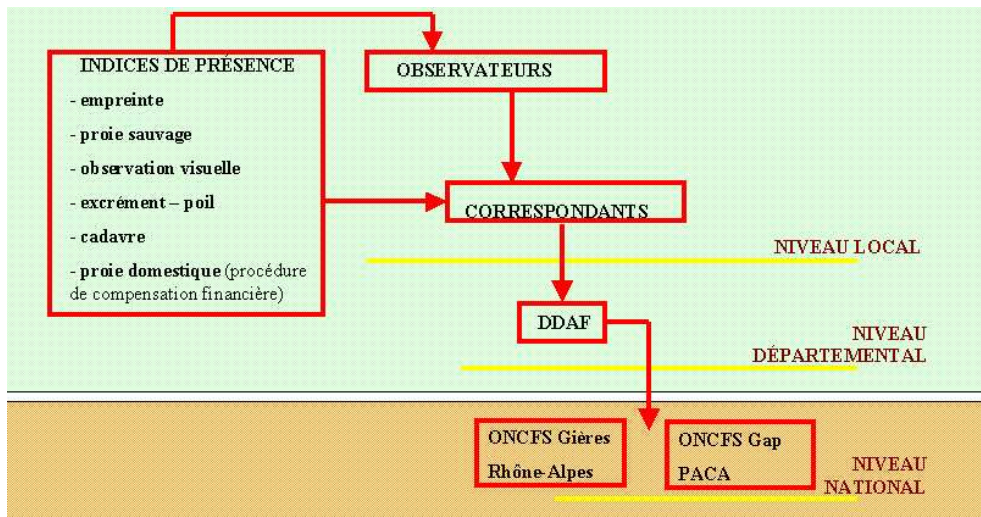 INDICES DE PRÉSENCE
- empreinte
- proie sauvage
- observation visuelle
- excrément – poil
- cadavre
- proie domestique (procédure
de compensation financière)
OBSERVATEURS
CORRESPONDANTS
NIVEAU LOCAL
DDAF
NIVEAU
DÉPARTEMENTAL
ONCFS Gières
Rhône-Alpes
ONCFS Gap
PACA
NIVEAU
NATIONAL